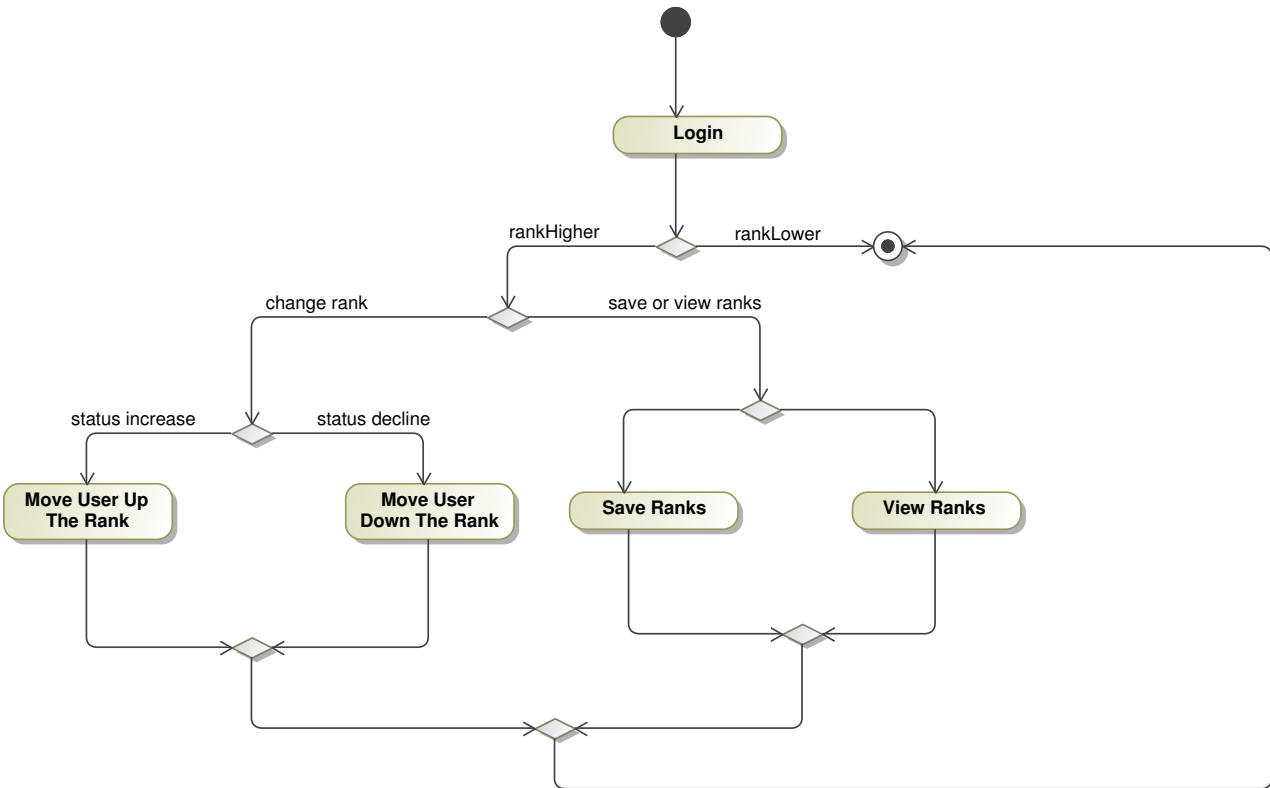 Login
rankHigher
rankLower
change rank
save or view ranks
status increase
status decline
Move User Up
The Rank
Move User
Down The Rank
Save Ranks
View Ranks